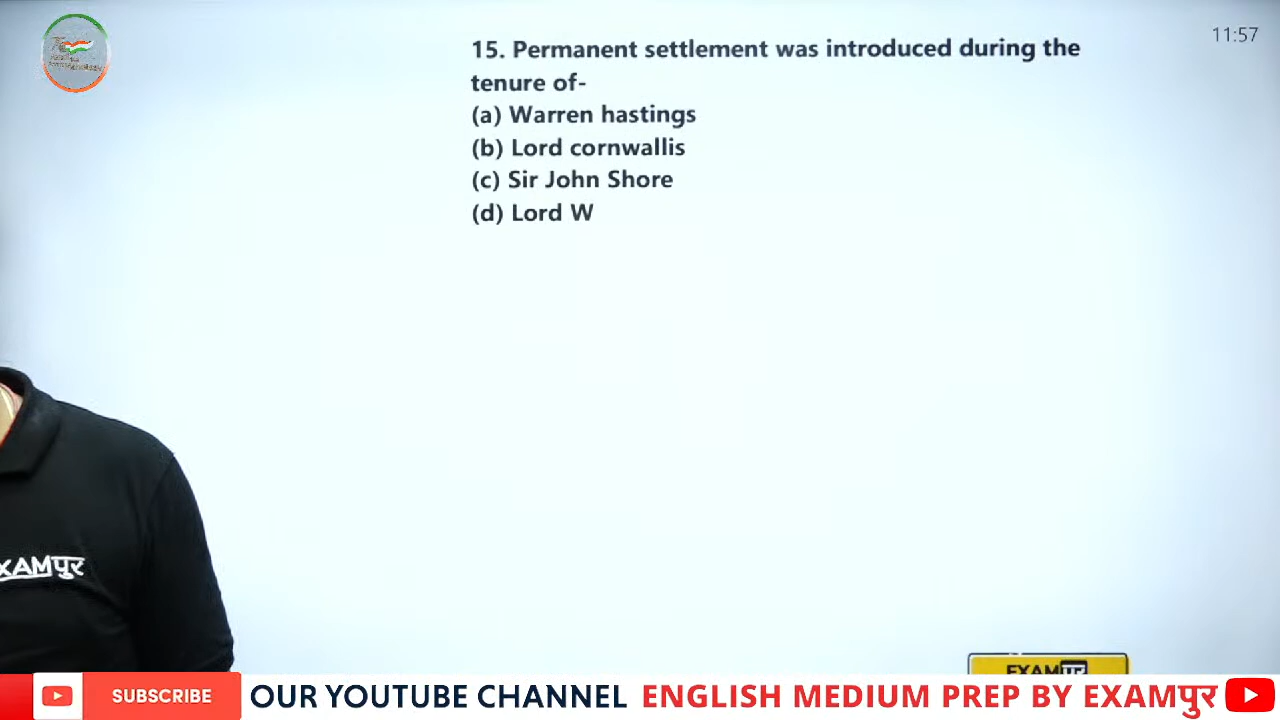 11:57
15. Permanent settlement was introduced during the
tenure of-
(a) Warren hastings
(b) Lord cornwallis
(c) Sir John Shore
(d) Lord W
XAMपुर
EXAMपुर
SUBSCRIBE OUR YOUTUBE CHANNEL ENGLISH MEDIUM PREP BY EXAMपुर